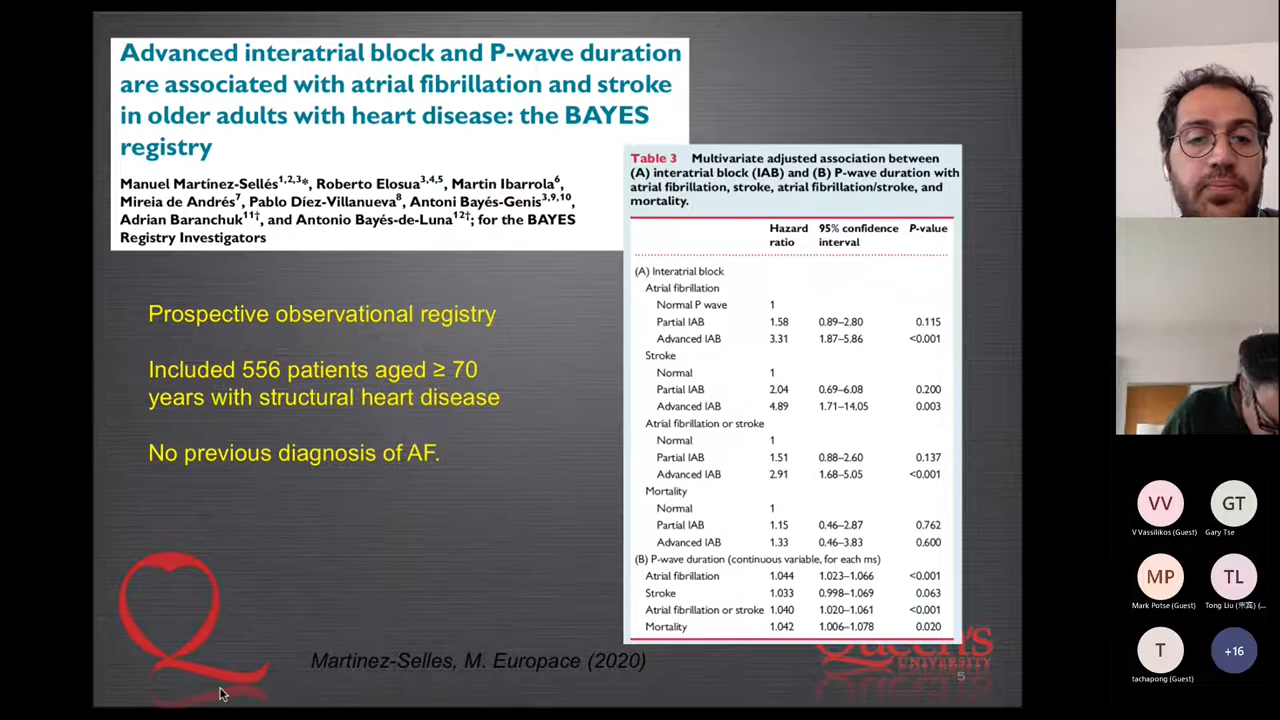 Advanced interatrial block and P-wave duration
are associated with atrial fibrillation and stroke
in older adults with heart disease: the BAYES
registry
Manuel Martínez-Sellés1,2,3*, Roberto Elosua3,4,5, Martin Ibarrola6,
Mireia de Andrés7, Pablo Díez-Villanueva8, Antoni Bayés-Genis3,9,10,
Adrian Baranchuk11†, and Antonio Bayés-de-Luna12†; for the BAYES
Registry Investigators
Prospective observational registry
Included 556 patients aged ≥ 70
years with structural heart disease
No previous diagnosis of AF.
Table 3 Multivariate adjusted association between
(A) interatrial block (IAB) and (B) P-wave duration with
atrial fibrillation, stroke, atrial fibrillation/stroke, and
mortality.
Hazard 95% confidence P-value
ratio interval
(A) Interatrial block
Atrial fibrillation
Normal P wave 1
Partial IAB 1.58 0.89–2.80 0.115
Advanced IAB 3.31 1.87–5.86 <0.001
Stroke
Normal 1
Partial IAB 2.04 0.69–6.08 0.200
Advanced IAB 4.89 1.71–14.05 0.003
Atrial fibrillation or stroke
Normal 1
Partial IAB 1.51 0.88–2.60 0.137
Advanced IAB 2.91 1.68–5.05 <0.001
Mortality
Normal 1
Partial IAB 1.15 0.46–2.87 0.762
Advanced IAB 1.33 0.46–3.83 0.600
(B) P-wave duration (continuous variable, for each ms)
Atrial fibrillation 1.044 1.023–1.066 <0.001
Stroke 1.033 0.998–1.069 0.063
Atrial fibrillation or stroke 1.040 1.020–1.061 <0.001
Mortality 1.042 1.006–1.078 0.020
Martinez-Selles, M. Europace (2020)
Queen's
UNIVERSITY
5
VV GT
V Vassilikos (Guest) Gary Tse
MP TL
Mark Potse (Guest) Tong Liu (...
T +16
tachapong (Guest)